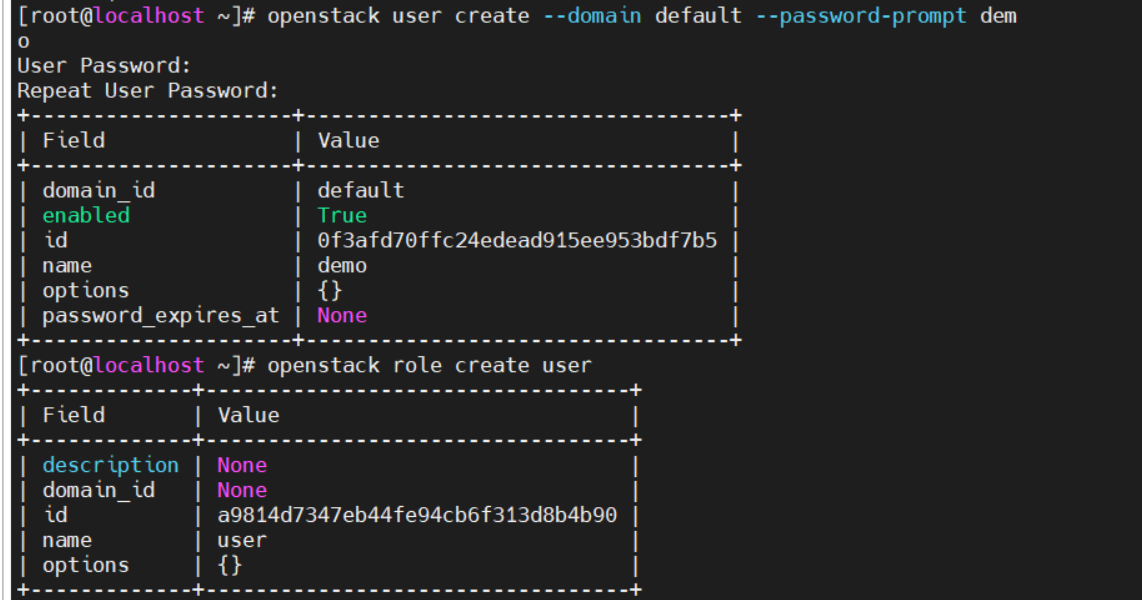 [root@localhost ~]# openstack user create --domain default --password-prompt dem
o
User Password:
Repeat User Password:
+---------------------+----------------------------------+
| Field               | Value                            |
+---------------------+----------------------------------+
| domain_id           | default                          |
| enabled             | True                             |
| id                  | 0f3afd70ffc24edead915ee953bdf7b5 |
| name                | demo                             |
| options             | {}                               |
| password_expires_at | None                             |
+---------------------+----------------------------------+
[root@localhost ~]# openstack role create user
+-------------+----------------------------------+
| Field       | Value                            |
+-------------+----------------------------------+
| description | None                             |
| domain_id   | None                             |
| id          | a9814d7347eb44fe94cb6f313d8b4b90 |
| name        | user                             |
| options     | {}                               |
+-------------+----------------------------------+